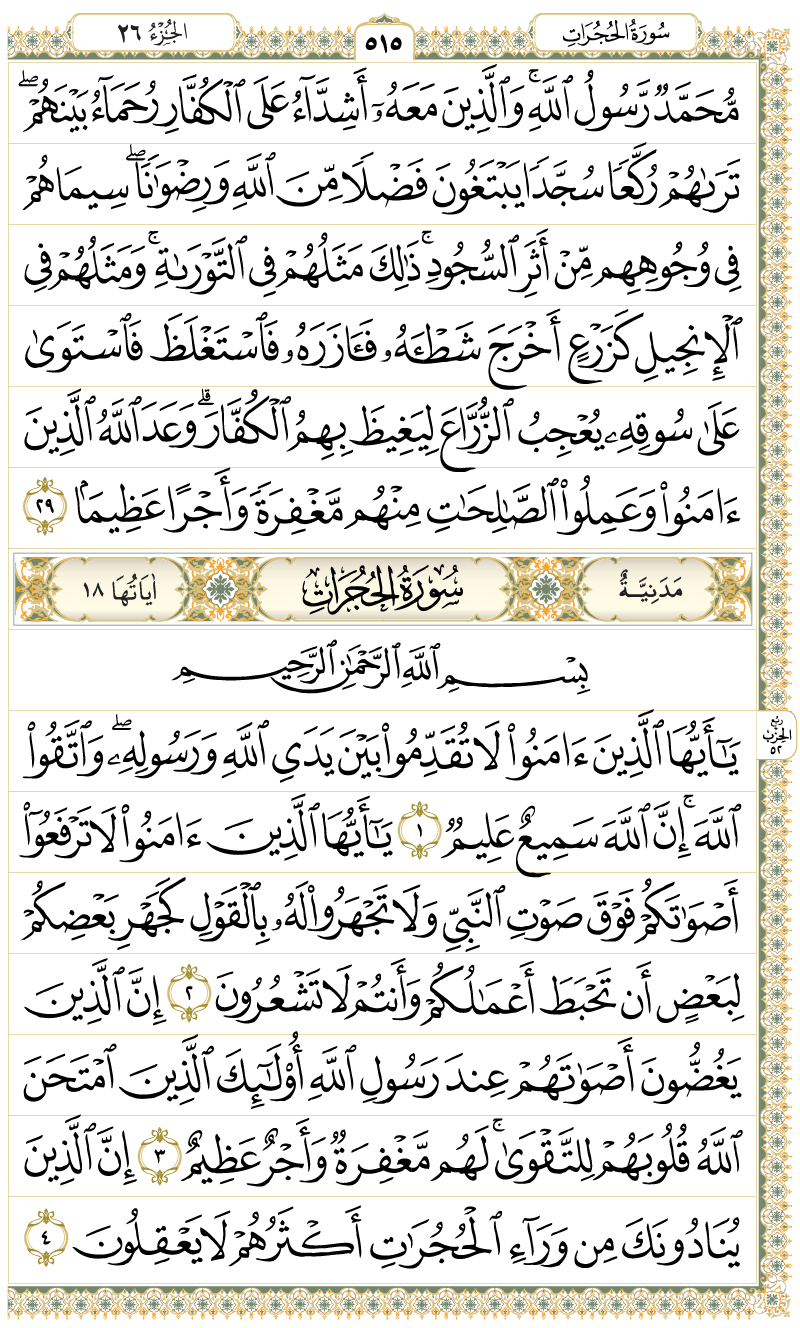 سُورَةُ الحُجُرَاتِ ٥١٥ الجُزْءُ ٢٦
مُّحَمَّدٌ رَّسُولُ ٱللَّهِۚ وَٱلَّذِينَ مَعَهُۥٓ أَشِدَّآءُ عَلَى ٱلْكُفَّارِ رُحَمَآءُ بَيْنَهُمْۖ
تَرَىٰهُمْ رُكَّعًا سُجَّدًا يَبْتَغُونَ فَضْلًا مِّنَ ٱللَّهِ وَرِضْوَٰنًاۖ سِيمَاهُمْ
فِى وُجُوهِهِم مِّنْ أَثَرِ ٱلسُّجُودِۚ ذَٰلِكَ مَثَلُهُمْ فِى ٱلتَّوْرَىٰةِۚ وَمَثَلُهُمْ فِى
ٱلْإِنجِيلِ كَزَرْعٍ أَخْرَجَ شَطْـَٔهُۥ فَـَٔازَرَهُۥ فَٱسْتَغْلَظَ فَٱسْتَوَىٰ
عَلَىٰ سُوقِهِۦ يُعْجِبُ ٱلزُّرَّاعَ لِيَغِيظَ بِهِمُ ٱلْكُفَّارَۗ وَعَدَ ٱللَّهُ ٱلَّذِينَ
ءَامَنُوا۟ وَعَمِلُوا۟ ٱلصَّٰلِحَٰتِ مِنْهُم مَّغْفِرَةً وَأَجْرًا عَظِيمًۢا ٢٩
مَدَنِيَّةٌ سُورَةُ الحُجُرَاتِ اٰيَاتُهَا ١٨
بِسْمِ ٱللَّهِ ٱلرَّحْمَٰنِ ٱلرَّحِيمِ
يَٰٓأَيُّهَا ٱلَّذِينَ ءَامَنُوا۟ لَا تُقَدِّمُوا۟ بَيْنَ يَدَىِ ٱللَّهِ وَرَسُولِهِۦۖ وَٱتَّقُوا۟
ربع الحزب ٥٢
ٱللَّهَۚ إِنَّ ٱللَّهَ سَمِيعٌ عَلِيمٌ ١ يَٰٓأَيُّهَا ٱلَّذِينَ ءَامَنُوا۟ لَا تَرْفَعُوٓا۟
أَصْوَٰتَكُمْ فَوْقَ صَوْتِ ٱلنَّبِىِّ وَلَا تَجْهَرُوا۟ لَهُۥ بِٱلْقَوْلِ كَجَهْرِ بَعْضِكُمْ
لِبَعْضٍ أَن تَحْبَطَ أَعْمَٰلُكُمْ وَأَنتُمْ لَا تَشْعُرُونَ ٢ إِنَّ ٱلَّذِينَ
يَغُضُّونَ أَصْوَٰتَهُمْ عِندَ رَسُولِ ٱللَّهِ أُو۟لَٰٓئِكَ ٱلَّذِينَ ٱمْتَحَنَ
ٱللَّهُ قُلُوبَهُمْ لِلتَّقْوَىٰۚ لَهُم مَّغْفِرَةٌ وَأَجْرٌ عَظِيمٌ ٣ إِنَّ ٱلَّذِينَ
يُنَادُونَكَ مِن وَرَآءِ ٱلْحُجُرَٰتِ أَكْثَرُهُمْ لَا يَعْقِلُونَ ٤